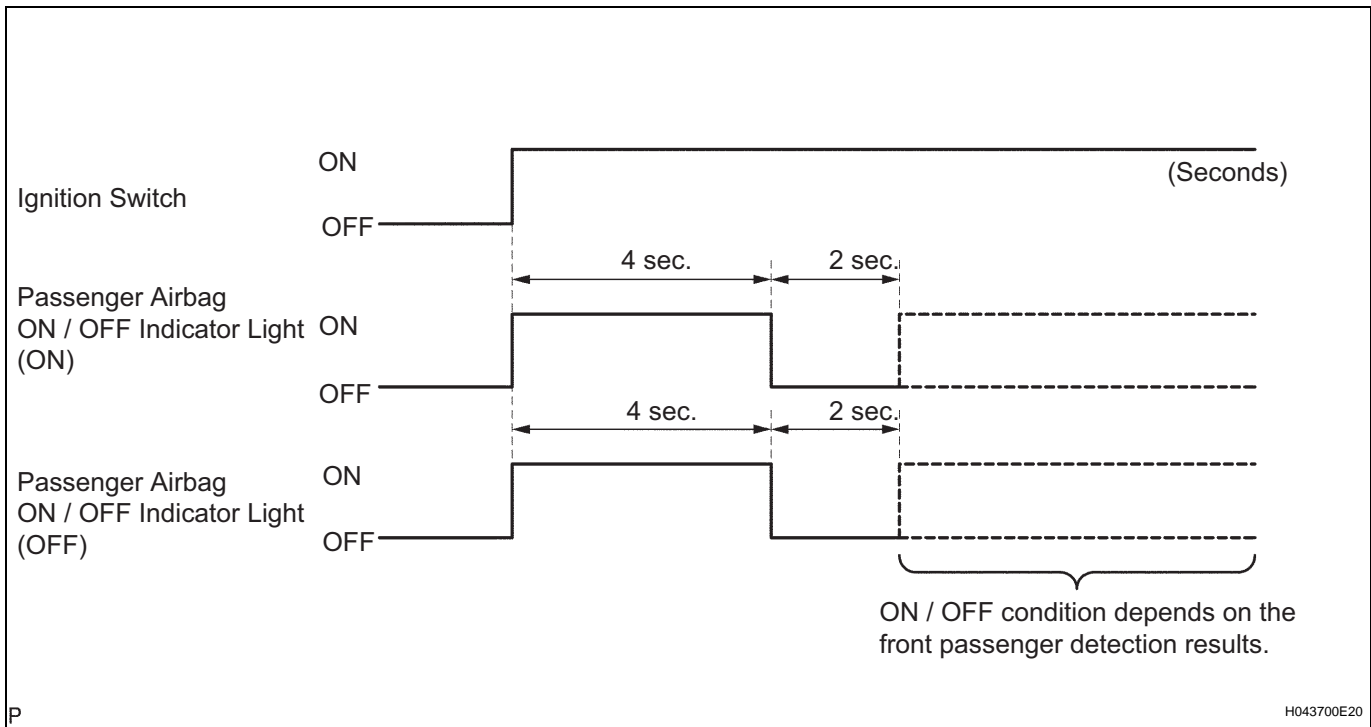 ON
Ignition Switch
OFF
(Seconds)
4 sec.
2 sec.
Passenger Airbag
ON / OFF Indicator Light
(ON)
ON
OFF
4 sec.
2 sec.
Passenger Airbag
ON / OFF Indicator Light
(OFF)
ON
OFF
ON / OFF condition depends on the
front passenger detection results.
P
H043700E20